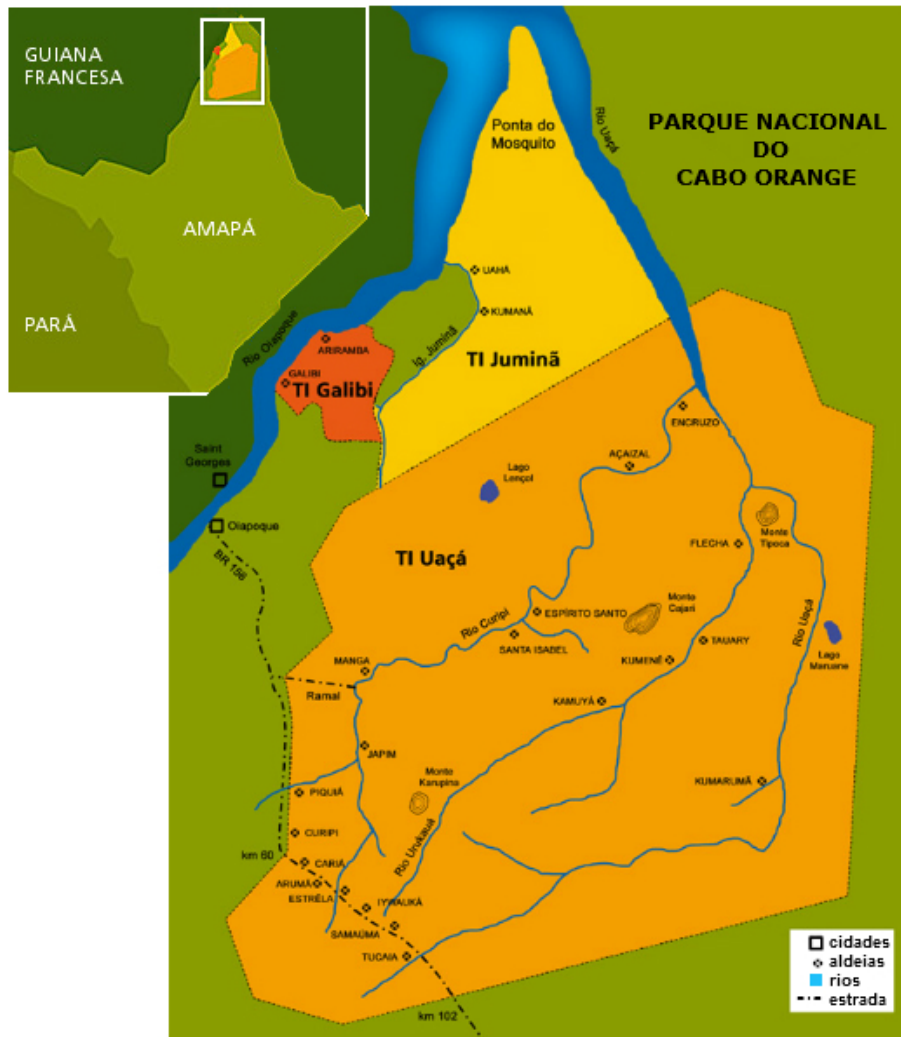 GUIANA
FRANCESA
AMAPÁ
PARÁ
Ponta do
Mosquito
Rio Uaçá
PARQUE NACIONAL
DO
CABO ORANGE
UAHÁ
KUMANÃ
Ig. Juminã
TI Juminã
Rio Oiapoque
ARIRAMBA
GALIBI
TI Galibi
Saint
Georges
Oiapoque
BR 156
ENCRUZO
AÇAIZAL
Lago
Lençol
TI Uaçá
FLECHA
Monte
Tipoca
Rio Curipi
ESPÍRITO SANTO
SANTA ISABEL
Monte
Cajari
Rio Uaçá
TAUARY
KUMENÊ
Lago
Maruane
MANGA
Ramal
KAMUYÁ
JAPIM
Monte
Karupina
KUMARUMÃ
PIQUIÁ
CURIPI
km 60
CARIÁ
ARUMÃ
ESTRÊLA
Rio Urukauá
IYWAUKÁ
SAMAÚMA
TUCAIA
km 102
cidades
aldeias
rios
estrada